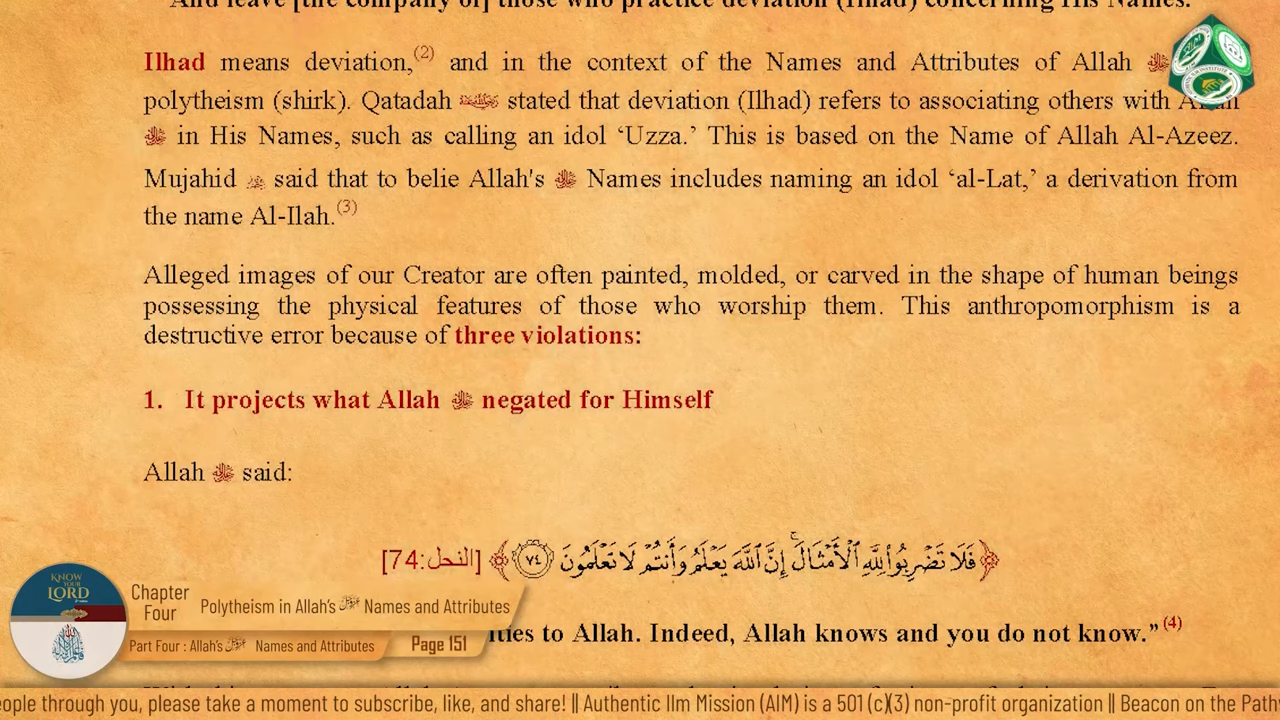 And leave [the company of] those who practice deviation (Ilhad) concerning His Names.
Ilhad means deviation,(2) and in the context of the Names and Attributes of Allah ﷻ
polytheism (shirk). Qatadah stated that deviation (Ilhad) refers to associating others with Allah
ﷻ in His Names, such as calling an idol ‘Uzza.’ This is based on the Name of Allah Al-Azeez.
Mujahid said that to belie Allah's ﷻ Names includes naming an idol ‘al-Lat,’ a derivation from
the name Al-Ilah.(3)
Alleged images of our Creator are often painted, molded, or carved in the shape of human beings
possessing the physical features of those who worship them. This anthropomorphism is a
destructive error because of three violations:
1. It projects what Allah ﷻ negated for Himself
Allah ﷻ said:
﴿فَلَا تَضْرِبُوا۟ لِلَّهِ ٱلْأَمْثَالَ ۚ إِنَّ ٱللَّهَ يَعْلَمُ وَأَنتُمْ لَا تَعْلَمُونَ ٧٤﴾ [النحل:74]
to Allah. Indeed, Allah knows and you do not know.”(4)
KNOW
YOUR
LORD
Chapter
Four
Polytheism in Allah’s ﷻ Names and Attributes
Part Four : Allah’s ﷻ Names and Attributes
Page 151
people through you, please take a moment to subscribe, like, and share! || Authentic Ilm Mission (AIM) is a 501 (c)(3) non-profit organization || Beacon on the Path